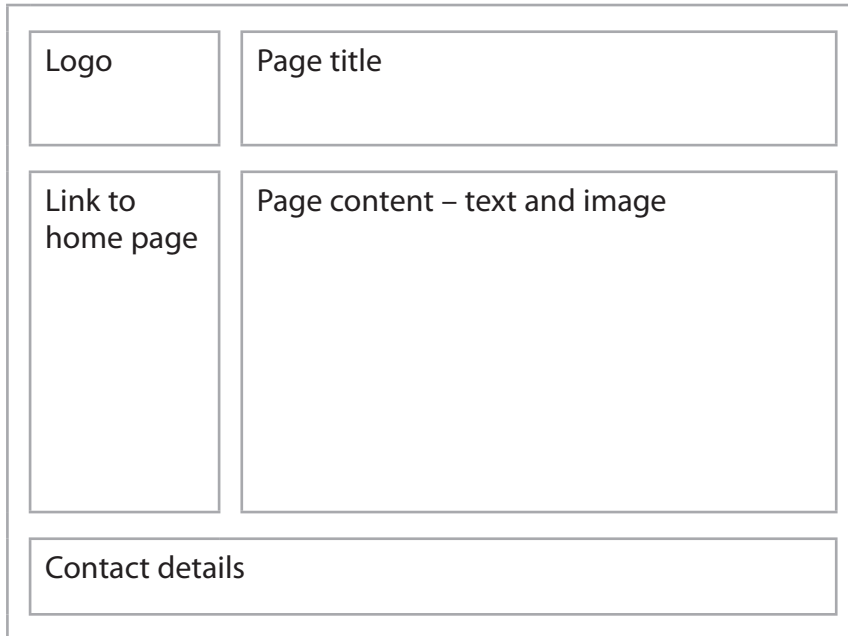 Logo
Page title
Link to
home page
Page content – text and image
Contact details